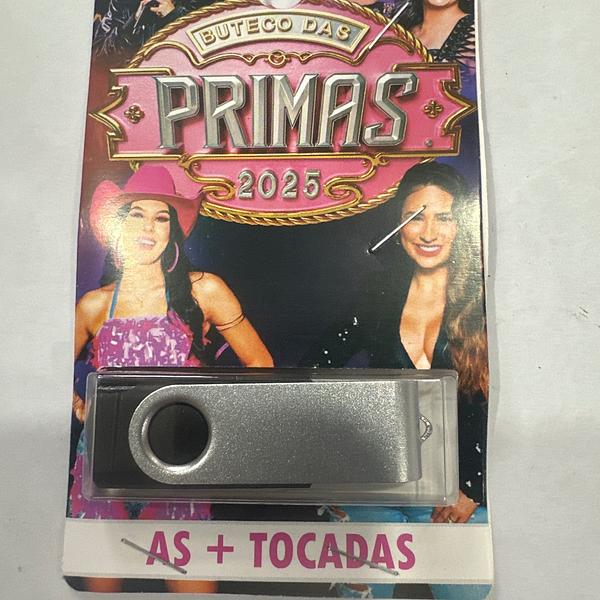 BUTECO DAS
PRIMAS
2025
AS + TOCADAS